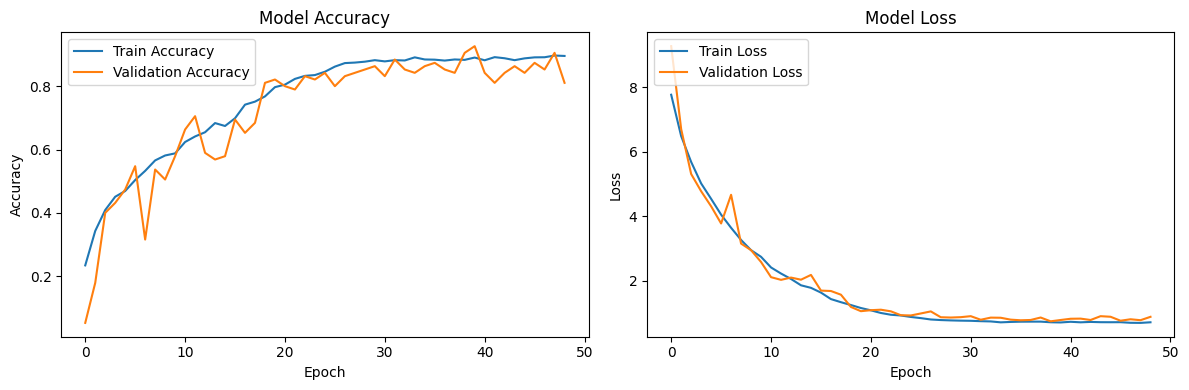 Model Accuracy
Train Accuracy
Validation Accuracy
Accuracy
0.8
0.6
0.4
0.2
0 10 20 30 40 50
Epoch
Model Loss
Train Loss
Validation Loss
Loss
8
6
4
2
0 10 20 30 40 50
Epoch